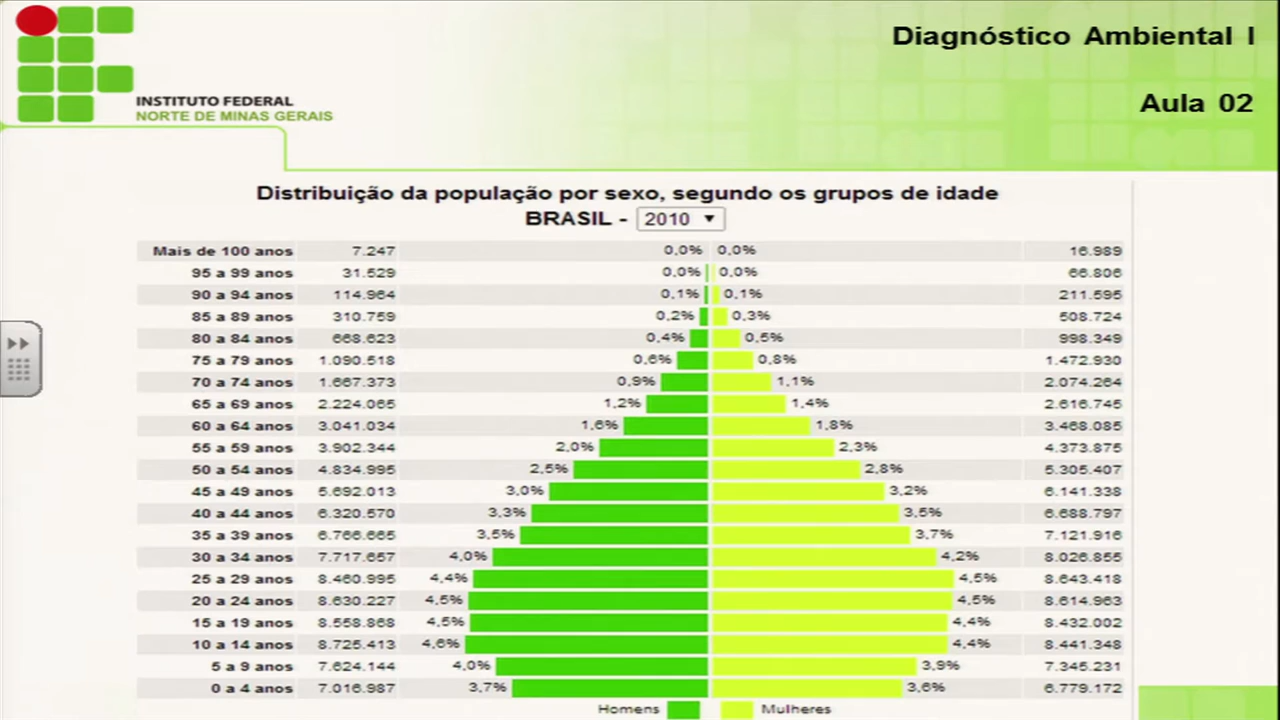 Diagnóstico Ambiental I
Aula 02
INSTITUTO FEDERAL
NORTE DE MINAS GERAIS
Distribuição da população por sexo, segundo os grupos de idade
BRASIL - 2010
Mais de 100 anos 7.247 0,0% 0,0% 16.989
95 a 99 anos 31.529 0,0% 0,0% 66.806
90 a 94 anos 114.964 0,1% 0,1% 211.595
85 a 89 anos 310.759 0,2% 0,3% 508.724
80 a 84 anos 668.623 0,4% 0,5% 998.349
75 a 79 anos 1.090.518 0,6% 0,8% 1.472.930
70 a 74 anos 1.667.373 0,9% 1,1% 2.074.264
65 a 69 anos 2.224.065 1,2% 1,4% 2.616.745
60 a 64 anos 3.041.034 1,6% 1,8% 3.468.085
55 a 59 anos 3.902.344 2,0% 2,3% 4.373.875
50 a 54 anos 4.834.995 2,5% 2,8% 5.305.407
45 a 49 anos 5.692.013 3,0% 3,2% 6.141.338
40 a 44 anos 6.320.570 3,3% 3,5% 6.688.797
35 a 39 anos 6.766.665 3,5% 3,7% 7.121.916
30 a 34 anos 7.717.657 4,0% 4,2% 8.026.855
25 a 29 anos 8.460.995 4,4% 4,5% 8.643.418
20 a 24 anos 8.630.227 4,5% 4,5% 8.614.963
15 a 19 anos 8.558.868 4,5% 4,4% 8.432.002
10 a 14 anos 8.725.413 4,6% 4,4% 8.441.348
5 a 9 anos 7.624.144 4,0% 3,9% 7.345.231
0 a 4 anos 7.016.987 3,7% 3,6% 6.779.172
Homens Mulheres